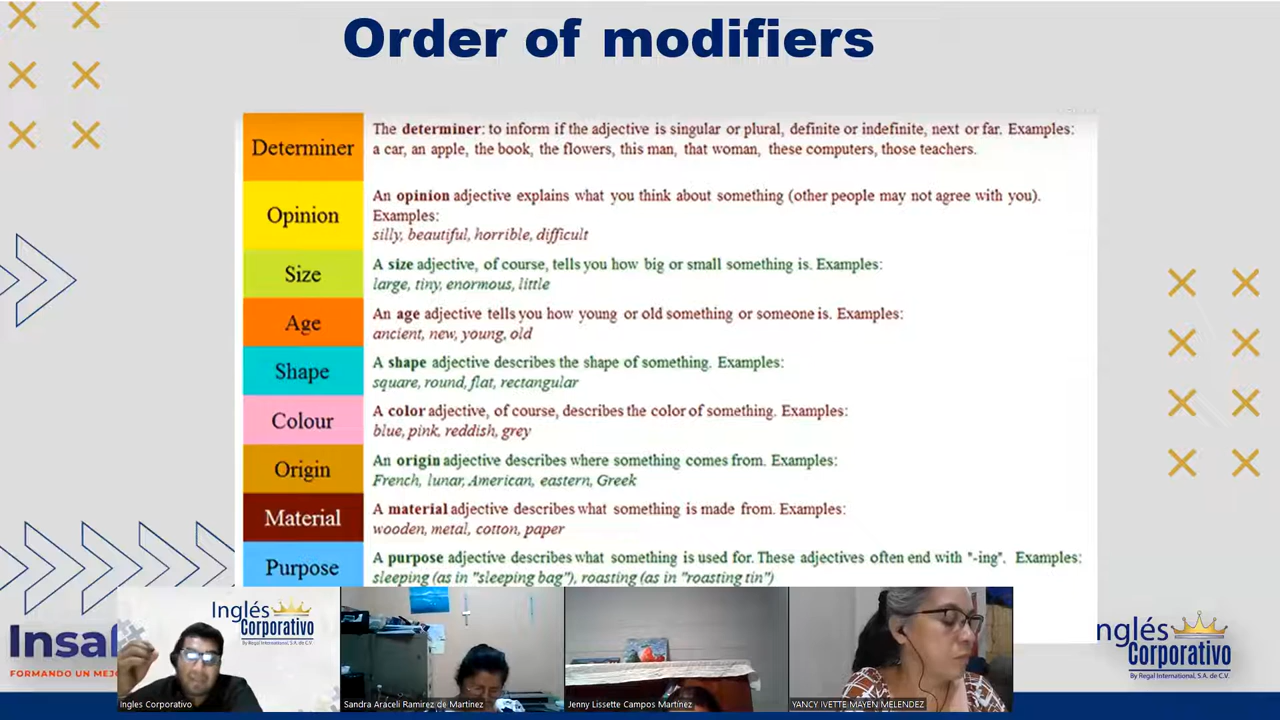 Order of modifiers
Determiner
The determiner: to inform if the adjective is singular or plural, definite or indefinite, next or far. Examples:
a car, an apple, the book, the flowers, this man, that woman, these computers, those teachers.
Opinion
An opinion adjective explains what you think about something (other people may not agree with you).
Examples:
silly, beautiful, horrible, difficult
Size
A size adjective, of course, tells you how big or small something is. Examples:
large, tiny, enormous, little
Age
An age adjective tells you how young or old something or someone is. Examples:
ancient, new, young, old
Shape
A shape adjective describes the shape of something. Examples:
square, round, flat, rectangular
Colour
A color adjective, of course, describes the color of something. Examples:
blue, pink, reddish, grey
Origin
An origin adjective describes where something comes from. Examples:
French, lunar, American, eastern, Greek
Material
A material adjective describes what something is made from. Examples:
wooden, metal, cotton, paper
Purpose
A purpose adjective describes what something is used for. These adjectives often end with "-ing". Examples:
sleeping (as in "sleeping bag"), roasting (as in "roasting tin")
Inglés
Corporativo
By Regal International, S.A. de C.V.
Insaf
FORMANDO UN MEJO
nglés
Corporativo
By Regal International, S.A. de C.V.
Ingles Corporativo
Sandra Araceli Ramirez de Martinez
Jenny Lissette Campos Martinez
YANCY IVETTE MAYEN MELENDEZ